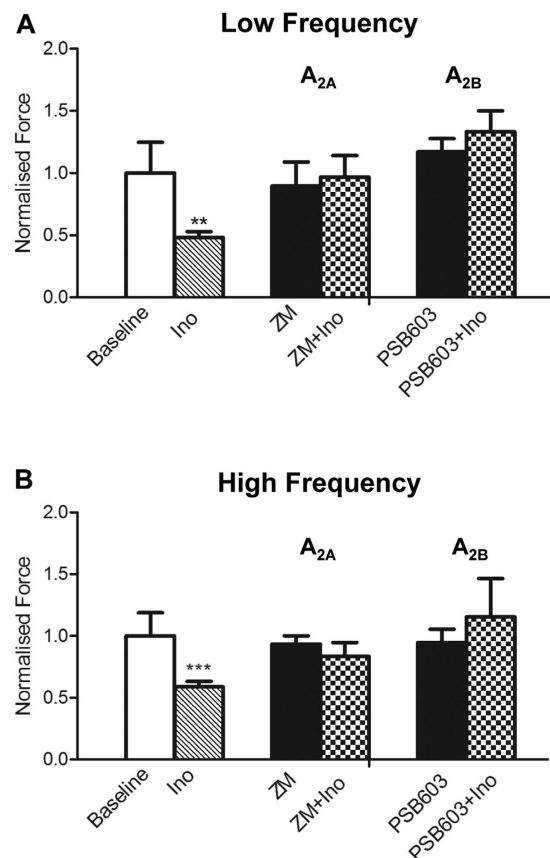 A
Low Frequency
2.0
1.5
1.0
0.5
0.0
Normalised Force
A2A
A2B
**
Baseline
Ino
ZM
ZM+Ino
PSB603
PSB603+Ino
B
High Frequency
2.0
1.5
1.0
0.5
0.0
Normalised Force
A2A
A2B
***
Baseline
Ino
ZM
ZM+Ino
PSB603
PSB603+Ino